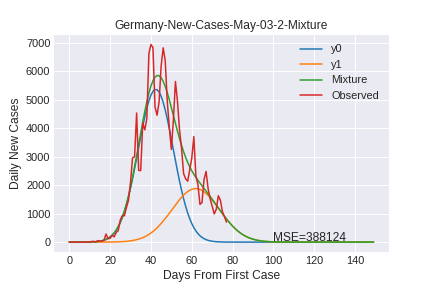 Germany-New-Cases-May-03-2-Mixture
7000
6000
5000
4000
3000
2000
1000
0
Daily New Cases
y0
y1
Mixture
Observed
MSE=388124
0 20 40 60 80 100 120 140
Days From First Case